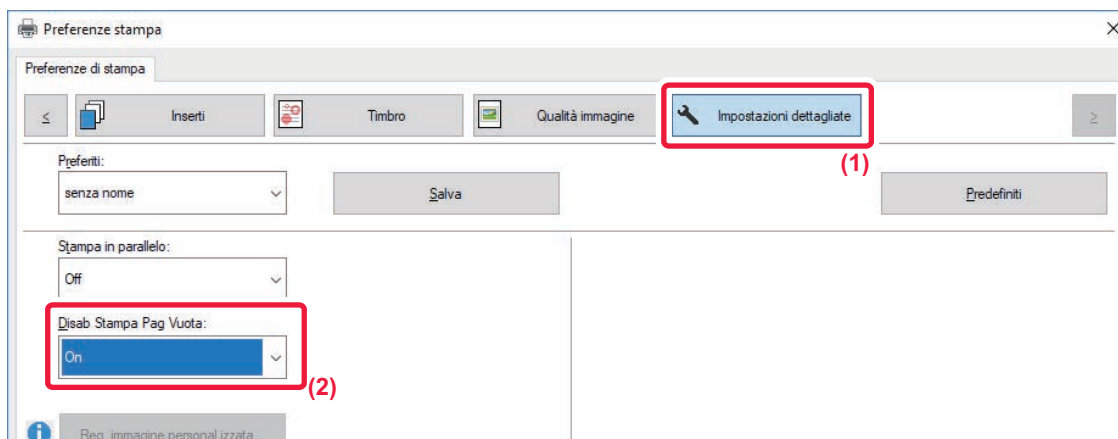 Preferenze stampa
Preferenze di stampa
< Inserti Timbro Qualità immagine Impostazioni dettagliate >
(1)
Preferiti:
senza nome Salva Predefiniti
Stampa in parallelo:
Off
Disab Stampa Pag Vuota:
On
(2)
Reg. immagine personalizzata